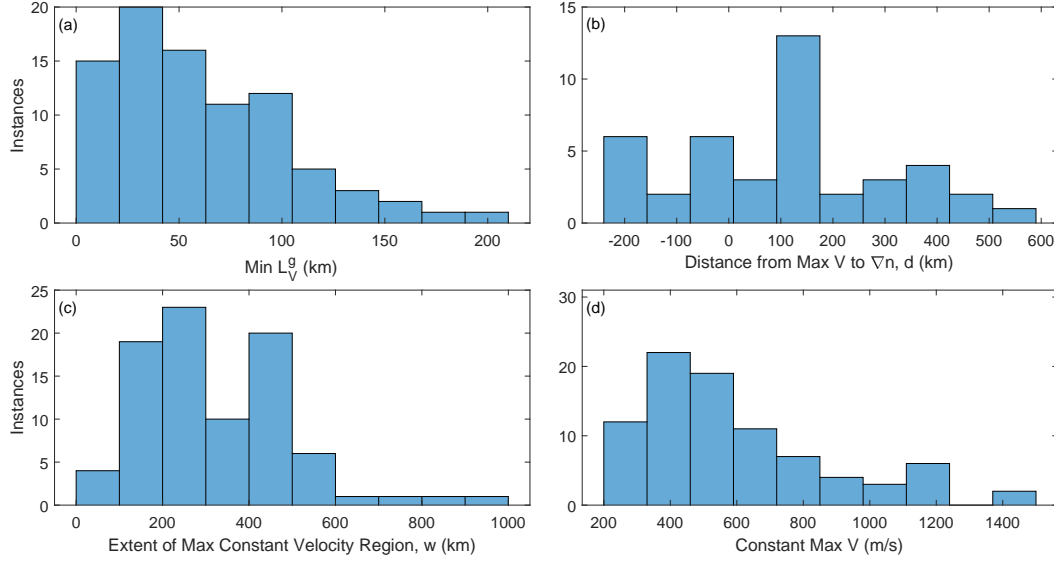 (a)
20
15
10
5
0
Instances
0 50 100 150 200
Min L_V^g (km)
(b)
15
10
5
0
-200 -100 0 100 200 300 400 500 600
Distance from Max V to ∇n, d (km)
(c)
25
20
15
10
5
0
Instances
0 200 400 600 800 1000
Extent of Max Constant Velocity Region, w (km)
(d)
30
20
10
0
200 400 600 800 1000 1200 1400
Constant Max V (m/s)